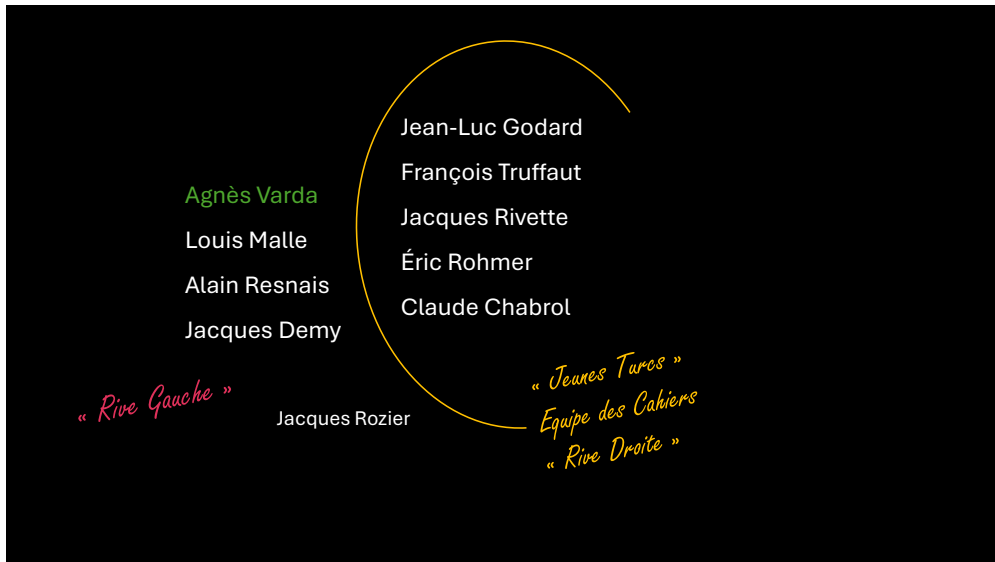 Agnès Varda
Louis Malle
Alain Resnais
Jacques Demy
« Rive Gauche »
Jacques Rozier
Jean-Luc Godard
François Truffaut
Jacques Rivette
Éric Rohmer
Claude Chabrol
« Jeunes Turcs »
Equipe des Cahiers
« Rive Droite »